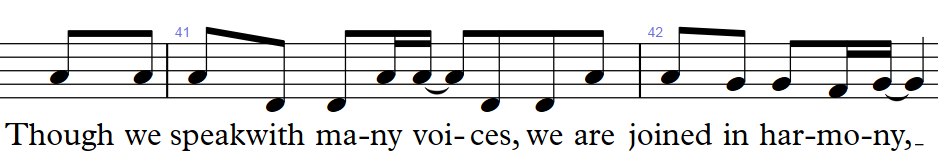 41 42
Though we speakwith ma-ny voi-ces, we are joined in har-mo-ny,_